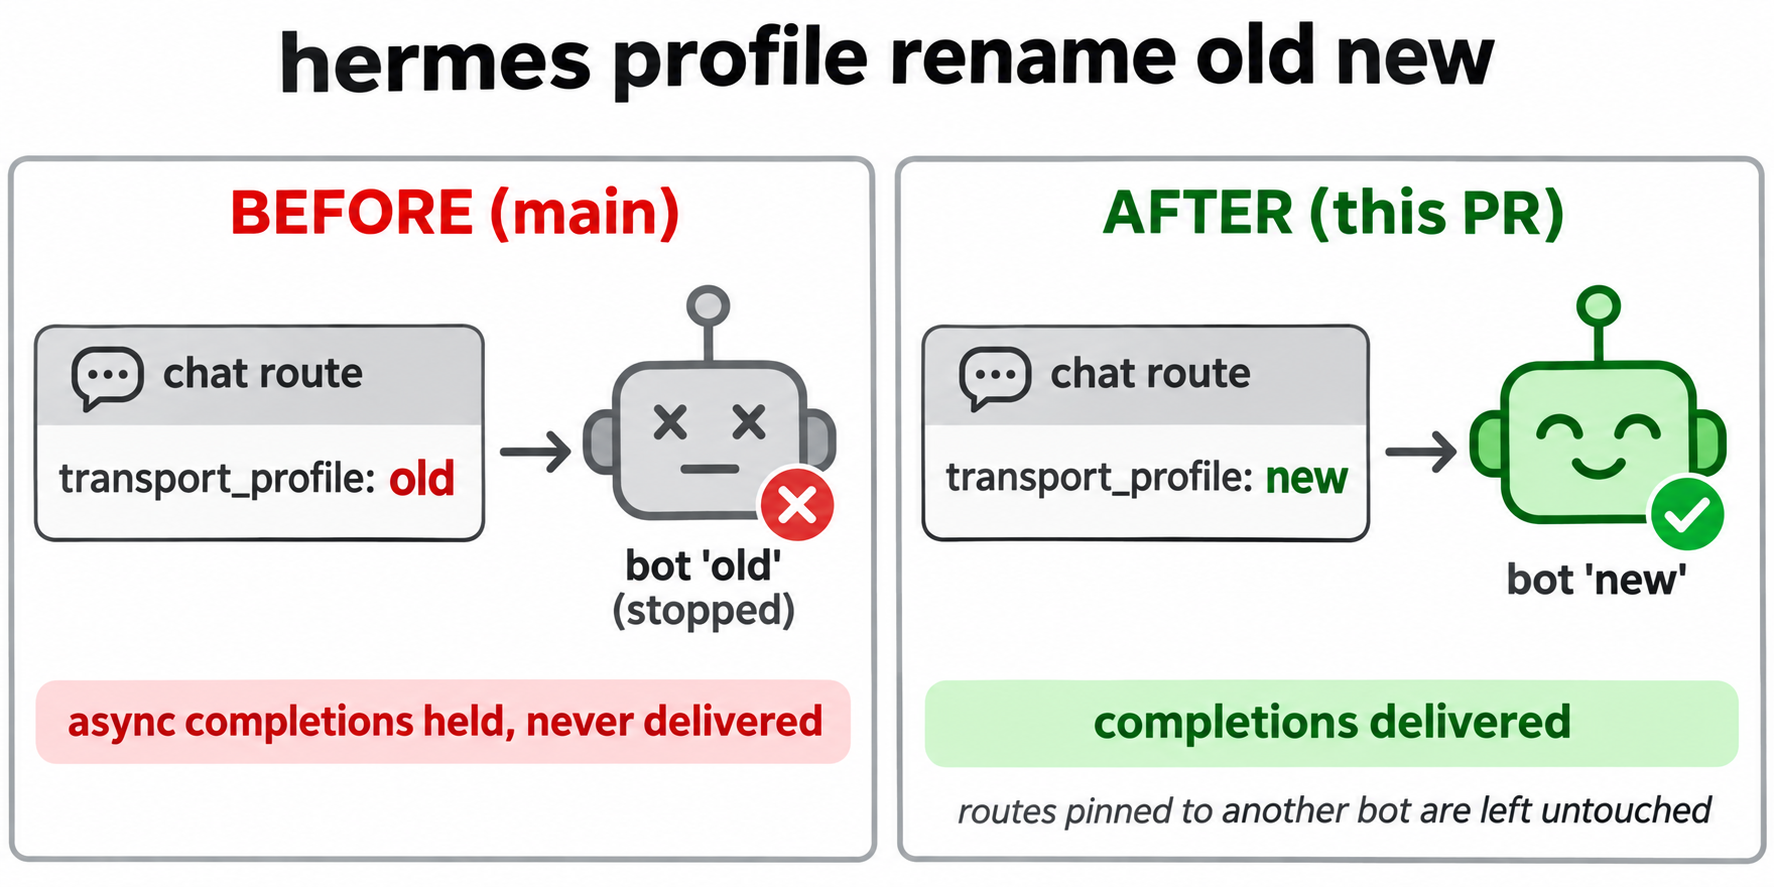 hermes profile rename old new
BEFORE (main)
chat route
transport_profile: old
bot 'old'
(stopped)
async completions held, never delivered
AFTER (this PR)
chat route
transport_profile: new
bot 'new'
completions delivered
routes pinned to another bot are left untouched